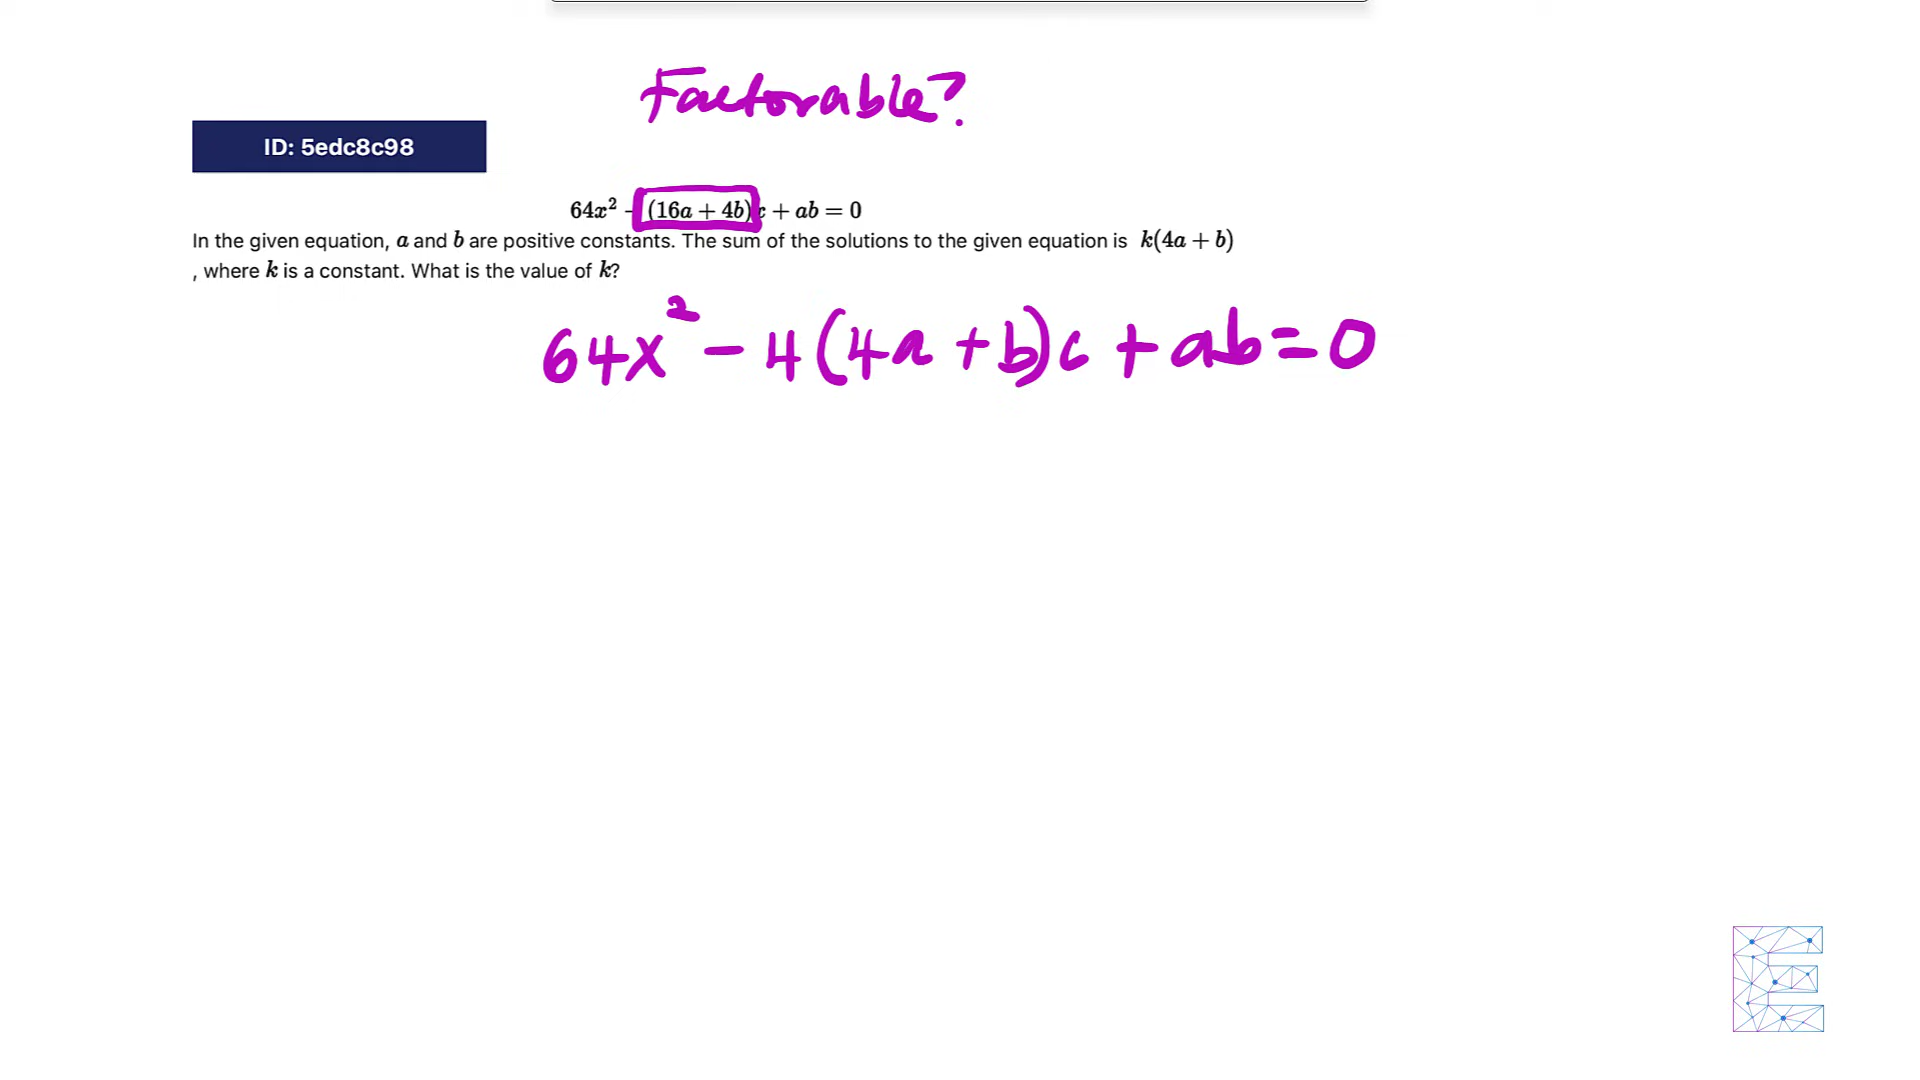 Factorable?
ID: 5edc8c98
64x² - (16a + 4b)x + ab = 0
In the given equation, a and b are positive constants. The sum of the solutions to the given equation is k(4a + b)
, where k is a constant. What is the value of k?
64x² - 4(4a + b)c + ab = 0